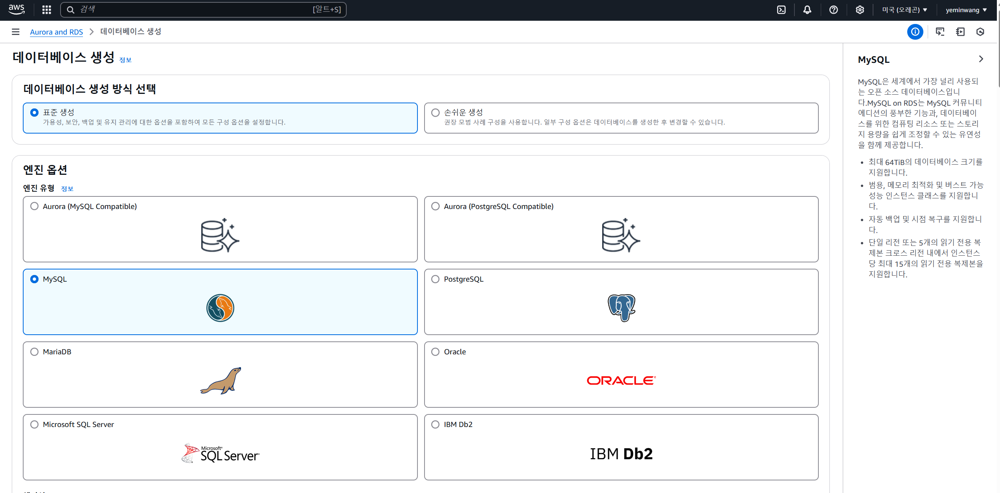 aws
검색
[알트+S]
미국 (오레곤)
yeminwang
Aurora and RDS
데이터베이스 생성
데이터베이스 생성 정보
데이터베이스 생성 방식 선택
표준 생성
가용성, 보안, 백업 및 유지 관리에 대한 옵션을 포함하여 모든 구성 옵션을 설정합니다.
손쉬운 생성
권장 모범 사례 구성을 사용합니다. 일부 구성 옵션은 데이터베이스를 생성한 후 변경할 수 있습니다.
엔진 옵션
엔진 유형 정보
Aurora (MySQL Compatible)
Aurora (PostgreSQL Compatible)
MySQL
PostgreSQL
MariaDB
Oracle
ORACLE
Microsoft SQL Server
Microsoft®
SQL Server®
IBM Db2
IBM Db2
MySQL
MySQL은 세계에서 가장 널리 사용되
는 오픈 소스 데이터베이스입니
다.MySQL on RDS는 MySQL 커뮤니티
에디션의 풍부한 기능과, 데이터베이
스를 위한 컴퓨팅 리소스 또는 스토리
지 용량을 쉽게 조정할 수 있는 유연성
을 함께 제공합니다.
• 최대 64TiB의 데이터베이스 크기를
지원합니다.
• 범용, 메모리 최적화 및 버스트 가능
성능 인스턴스 클래스를 지원합니
다.
• 자동 백업 및 시점 복구를 지원합니
다.
• 단일 리전 또는 5개의 읽기 전용 복
제본 크로스 리전 내에서 인스턴스
당 최대 15개의 읽기 전용 복제본을
지원합니다.